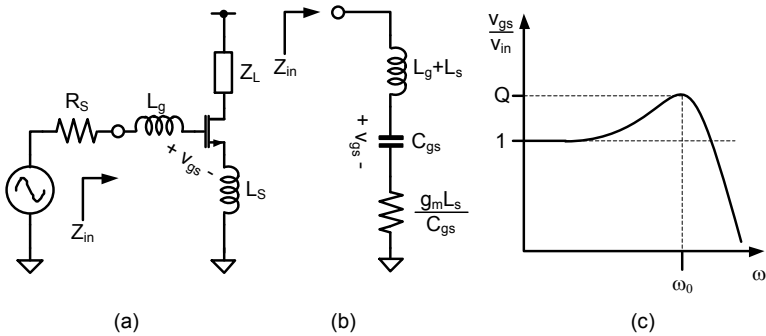 Z_L
R_S
L_g
+ v_gs -
L_S
Z_in
(a)
Z_in
L_g+L_s
+ v_gs -
C_gs
g_mL_s
C_gs
(b)
v_gs
v_in
Q
1
ω_0
ω
(c)